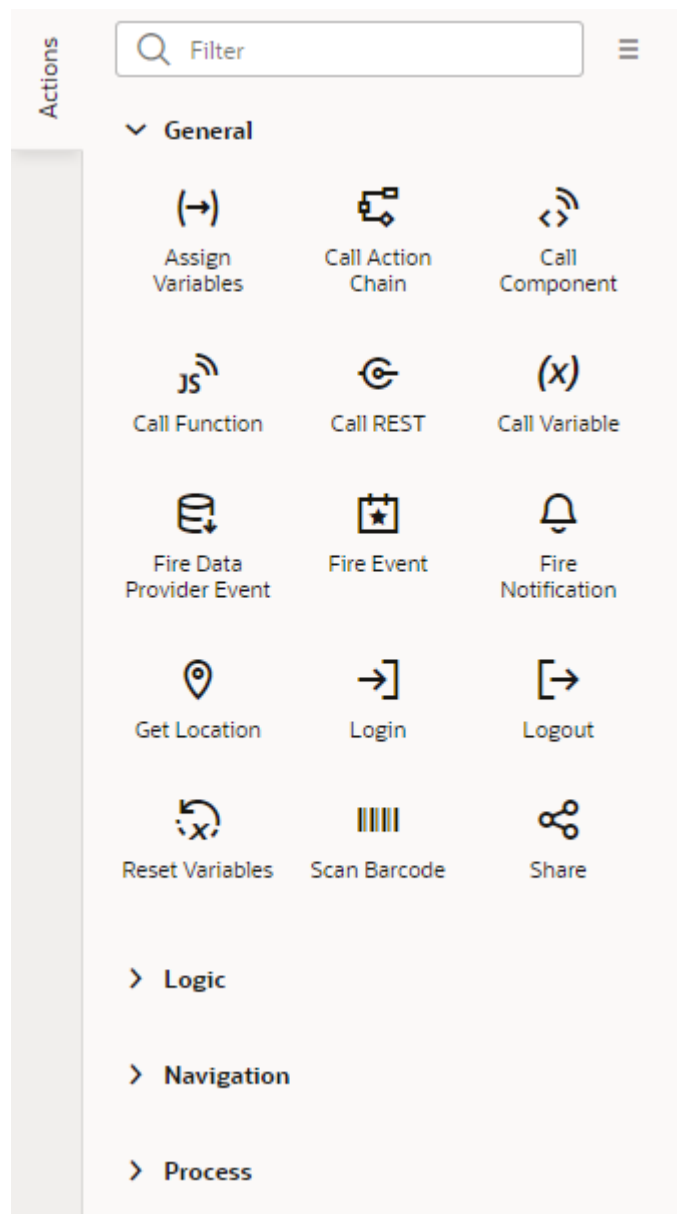 Actions
Filter
General
(→)
Assign
Variables
Call Action
Chain
<>
Call
Component
JS
Call Function
Call REST
(x)
Call Variable
Fire Data
Provider Event
Fire Event
Fire
Notification
Get Location
Login
Logout
x
Reset Variables
Scan Barcode
Share
Logic
Navigation
Process